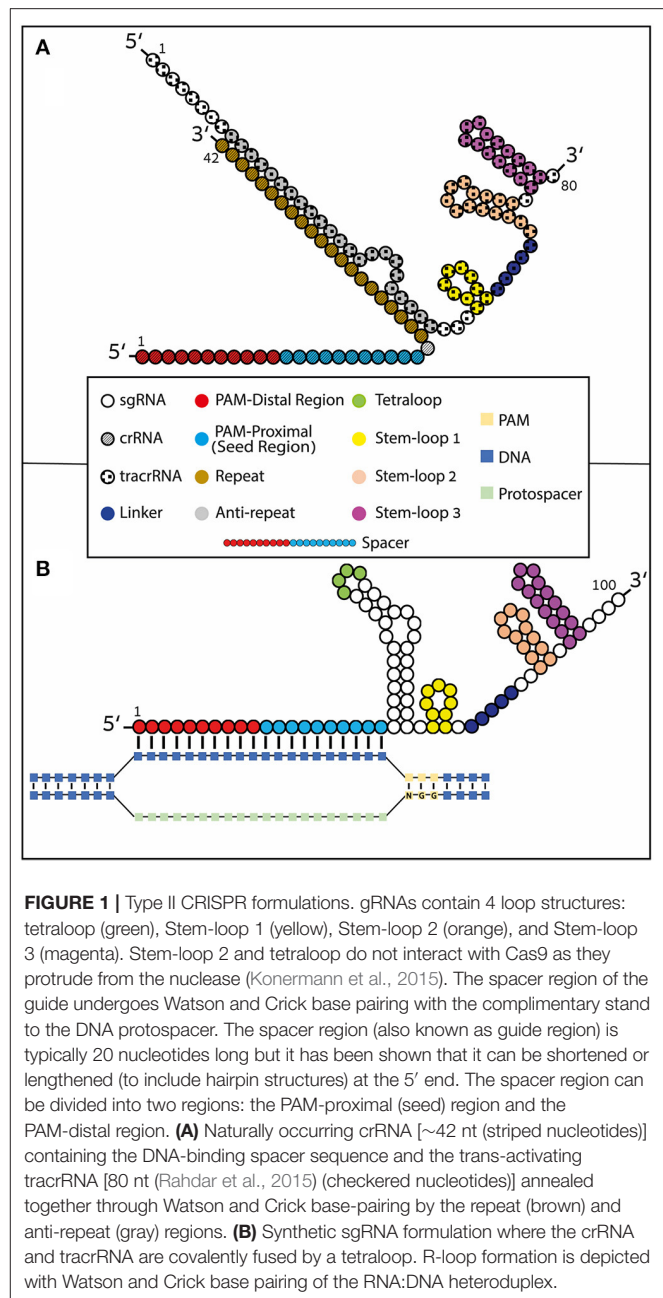 A
5′
1
3′
42
3′
80
5′
1
sgRNA
PAM-Distal Region
Tetraloop
PAM
crRNA
PAM-Proximal
(Seed Region)
Stem-loop 1
DNA
tracrRNA
Repeat
Stem-loop 2
Protospacer
Linker
Anti-repeat
Stem-loop 3
Spacer
B
100
3′
5′
1
N G G
FIGURE 1 | Type II CRISPR formulations. gRNAs contain 4 loop structures:
tetraloop (green), Stem-loop 1 (yellow), Stem-loop 2 (orange), and Stem-loop
3 (magenta). Stem-loop 2 and tetraloop do not interact with Cas9 as they
protrude from the nuclease (Konermann et al., 2015). The spacer region of the
guide undergoes Watson and Crick base pairing with the complimentary stand
to the DNA protospacer. The spacer region (also known as guide region) is
typically 20 nucleotides long but it has been shown that it can be shortened or
lengthened (to include hairpin structures) at the 5′ end. The spacer region can
be divided into two regions: the PAM-proximal (seed) region and the
PAM-distal region. (A) Naturally occurring crRNA [∼42 nt (striped nucleotides)]
containing the DNA-binding spacer sequence and the trans-activating
tracrRNA [80 nt (Rahdar et al., 2015) (checkered nucleotides)] annealed
together through Watson and Crick base-pairing by the repeat (brown) and
anti-repeat (gray) regions. (B) Synthetic sgRNA formulation where the crRNA
and tracrRNA are covalently fused by a tetraloop. R-loop formation is depicted
with Watson and Crick base pairing of the RNA:DNA heteroduplex.